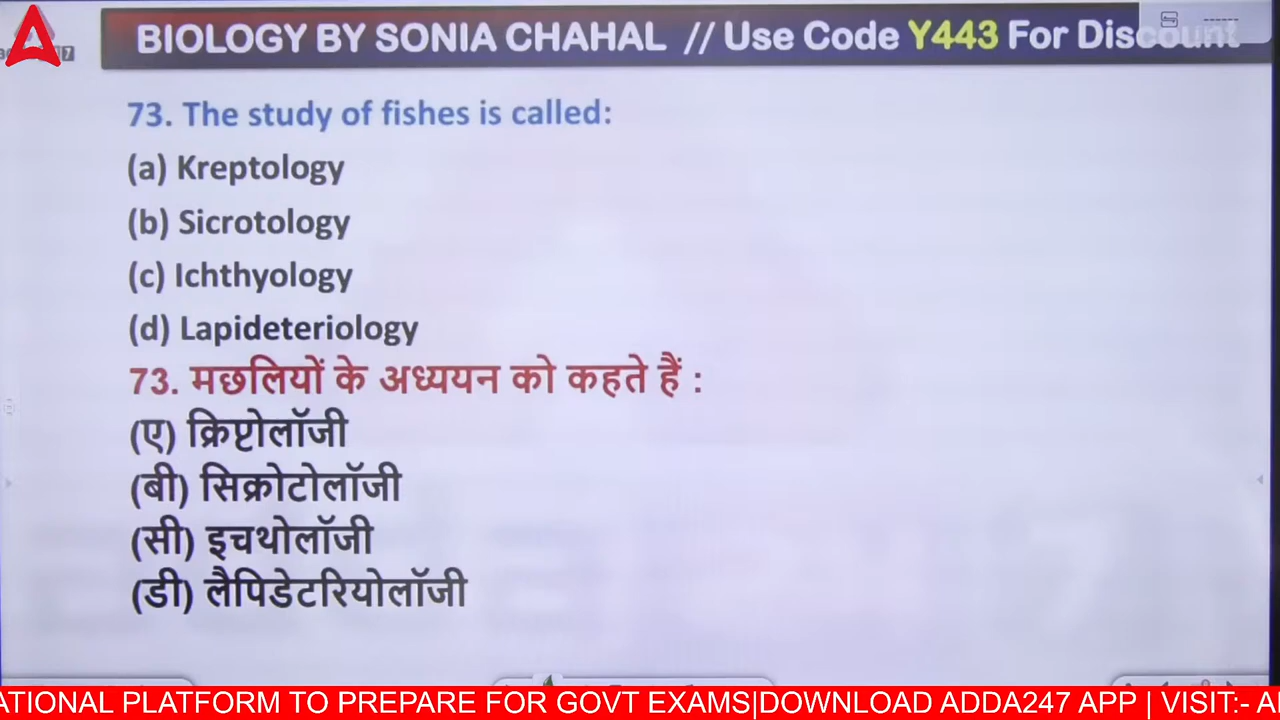 BIOLOGY BY SONIA CHAHAL // Use Code Y443 For Discount
73. The study of fishes is called:
(a) Kreptology
(b) Sicrotology
(c) Ichthyology
(d) Lapideteriology
73. मछलियों के अध्ययन को कहते हैं :
(ए) क्रिप्टोलॉजी
(बी) सिक्रोटोलॉजी
(सी) इचथोलॉजी
(डी) लैपिडेटरियोलॉजी
ATIONAL PLATFORM TO PREPARE FOR GOVT EXAMS|DOWNLOAD ADDA247 APP | VISIT:- A